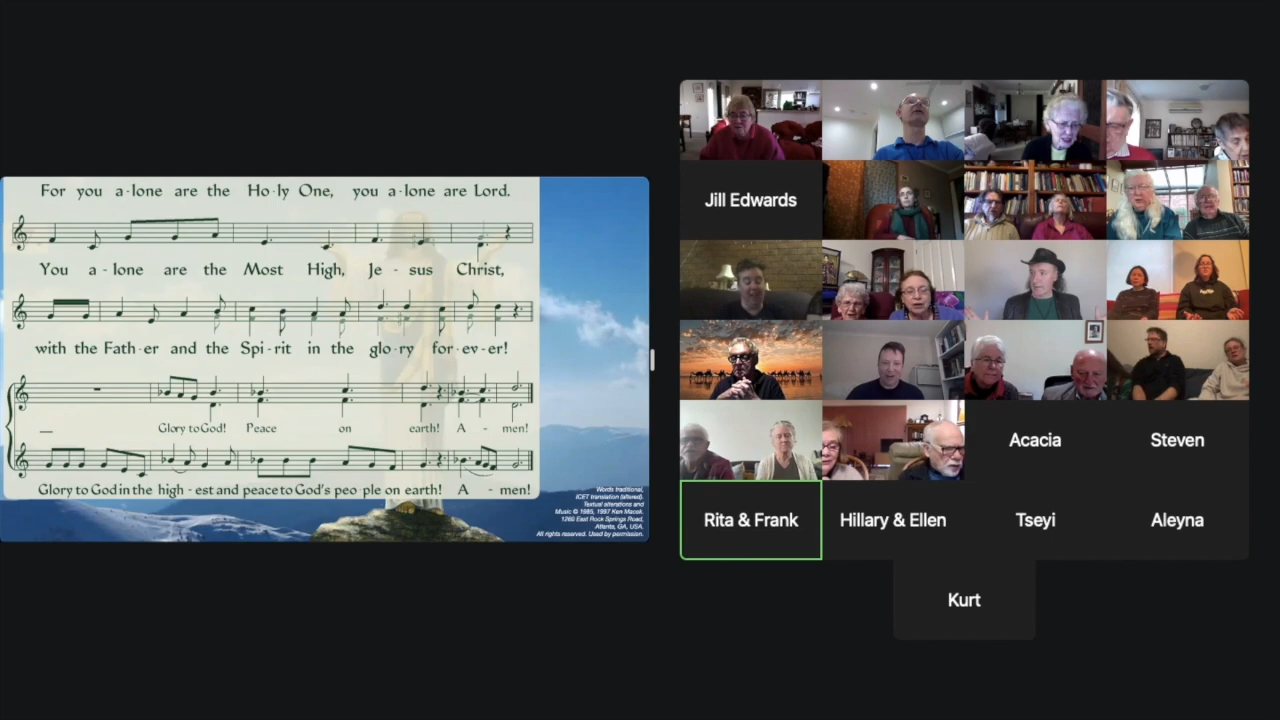 For you a-lone are the Ho-ly One, you a-lone are Lord.
You a-lone are the Most High, Je-sus Christ,
with the Fath-er and the Spi-rit in the glo-ry for-ev-er!
Glory to God! Peace on earth! A - men!
Glory to God in the high-est and peace to God's peo-ple on earth! A - men!
Words traditional,
ICET translation (altered).
Textual alterations and
Music © 1985, 1997 Ken Macek.
1260 East Rock Springs Road,
Atlanta, GA, USA.
All rights reserved. Used by permission.
Jill Edwards
Acacia
Steven
Rita & Frank
Hillary & Ellen
Tseyi
Aleyna
Kurt